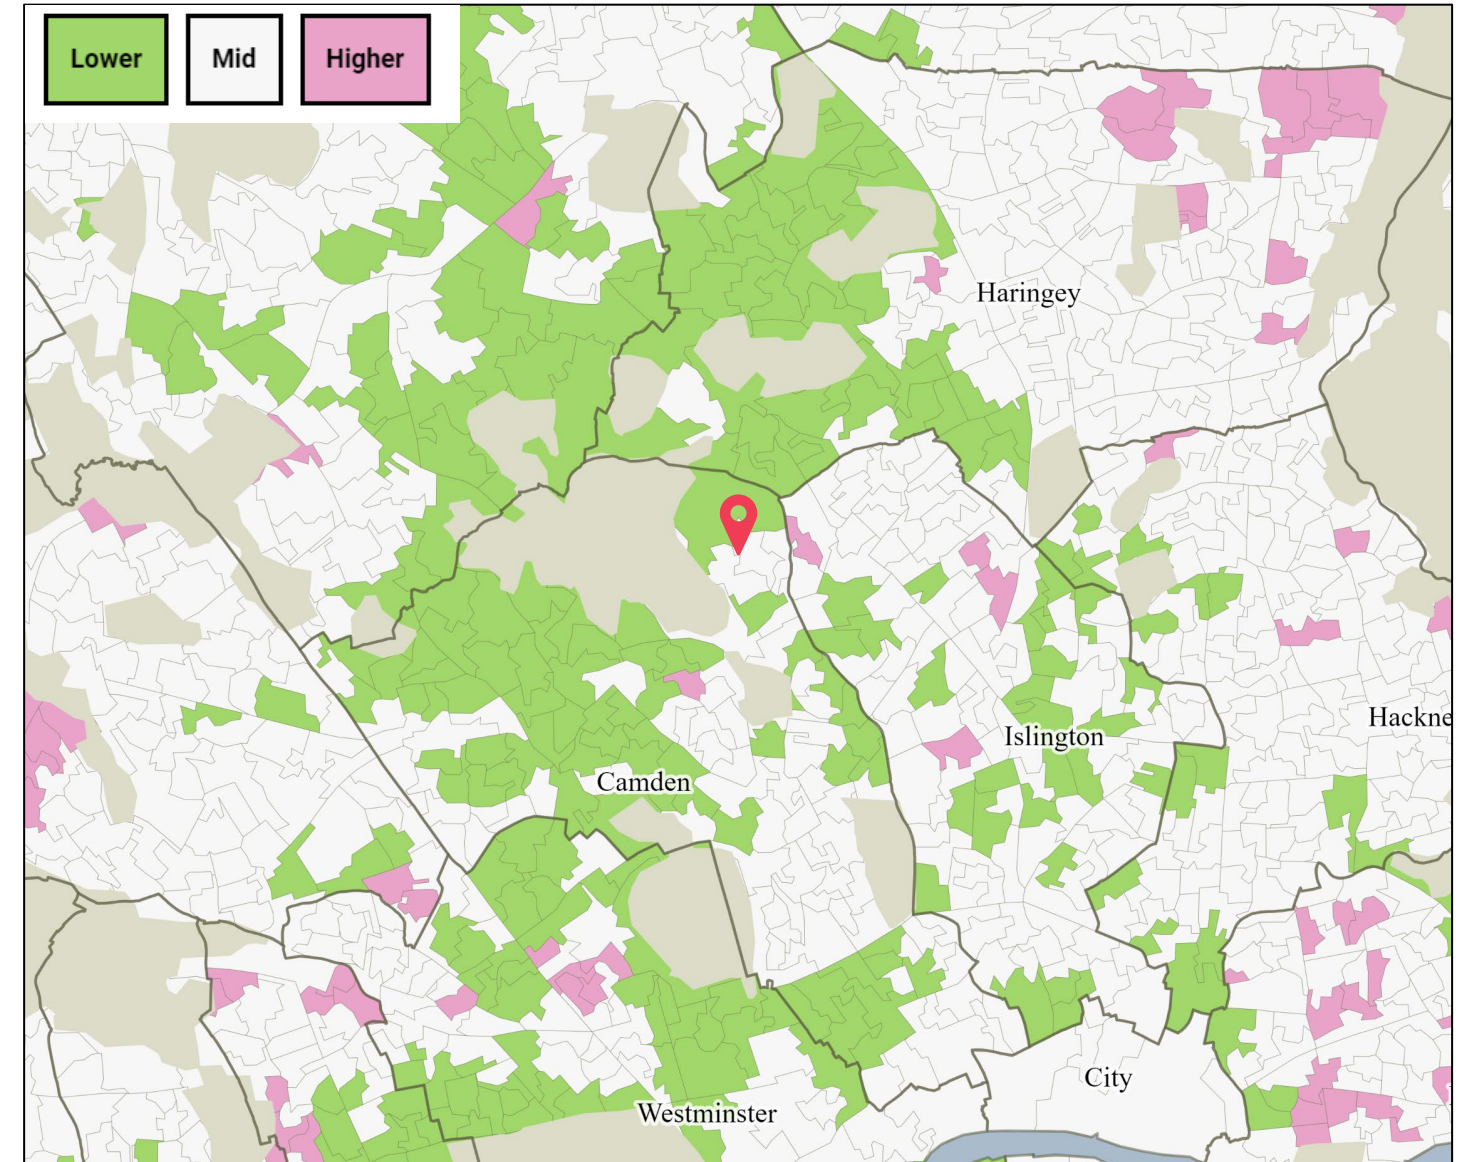 Lower
Mid
Higher
Haringey
Hackne
Islington
Camden
City
Westminster